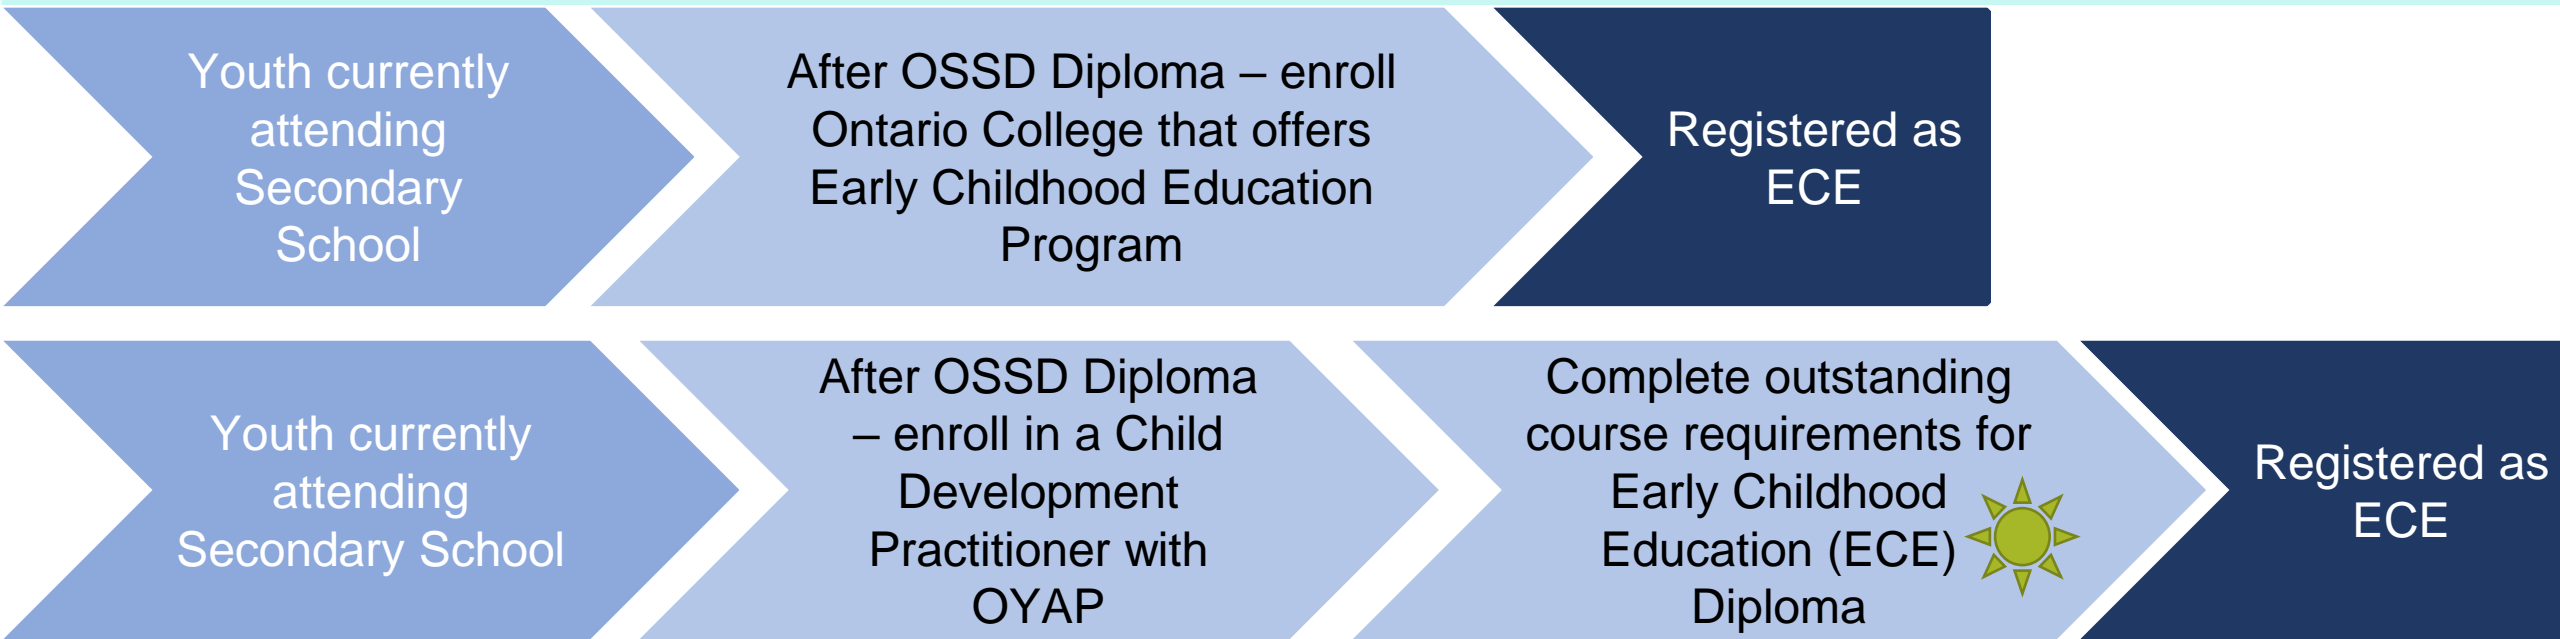 Youth currently
attending
Secondary
School
After OSSD Diploma – enroll
Ontario College that offers
Early Childhood Education
Program
Registered as
ECE
Youth currently
attending
Secondary School
After OSSD Diploma
– enroll in a Child
Development
Practitioner with
OYAP
Complete outstanding
course requirements for
Early Childhood
Education (ECE)
Diploma
Registered as
ECE